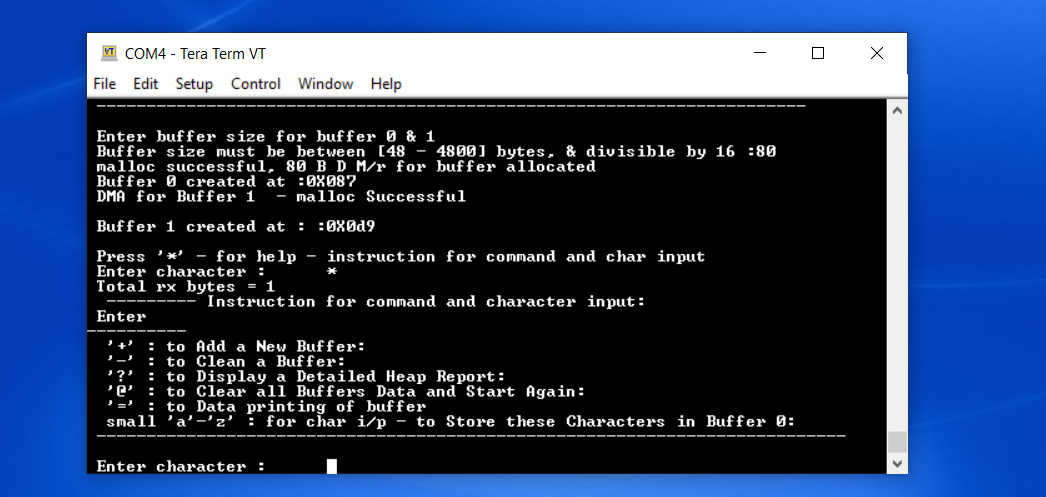 COM4 - Tera Term VT
File Edit Setup Control Window Help
-----------------------------------------------------------------------
Enter buffer size for buffer 0 & 1
Buffer size must be between [48 - 4800] bytes, & divisible by 16 :80
malloc successful, 80 B D M/r for buffer allocated
Buffer 0 created at :0X087
DMA for Buffer 1  - malloc Successful
Buffer 1 created at : :0X0d9
Press '*' - for help - instruction for command and char input
Enter character :      *
Total rx bytes = 1
--------- Instruction for command and character input:
Enter
----------
'+' : to Add a New Buffer:
'-' : to Clean a Buffer:
'?' : to Display a Detailed Heap Report:
'@' : to Clear all Buffers Data and Start Again:
'=' : to Data printing of buffer
small 'a'-'z' : for char i/p - to Store these Characters in Buffer 0:
---------------------------------------------------------------------------
Enter character :